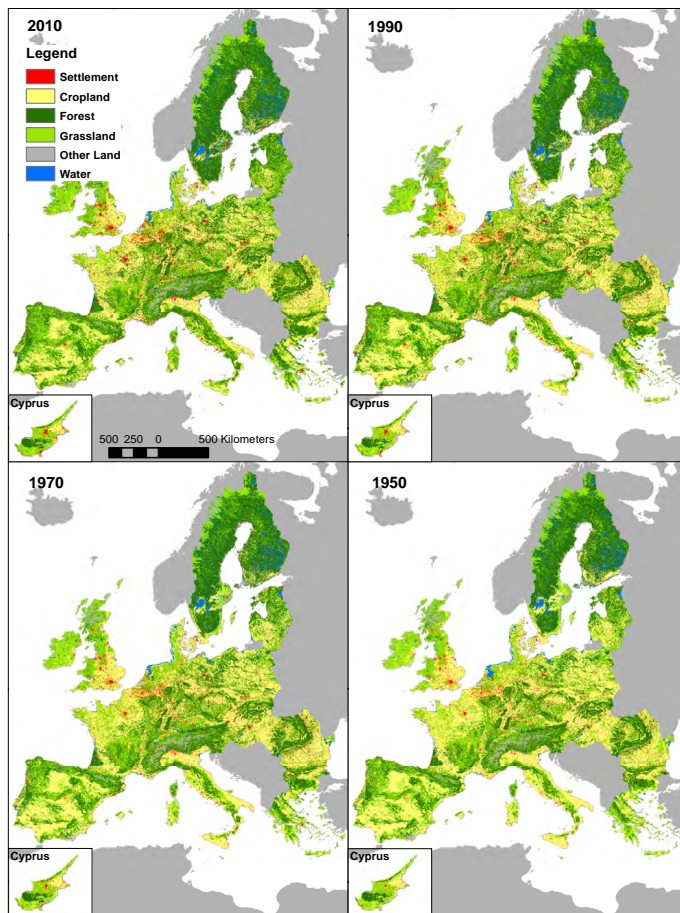 2010
Legend
Settlement
Cropland
Forest
Grassland
Other Land
Water
Cyprus
500 250 0 500 Kilometers
1990
Cyprus
1970
Cyprus
1950
Cyprus